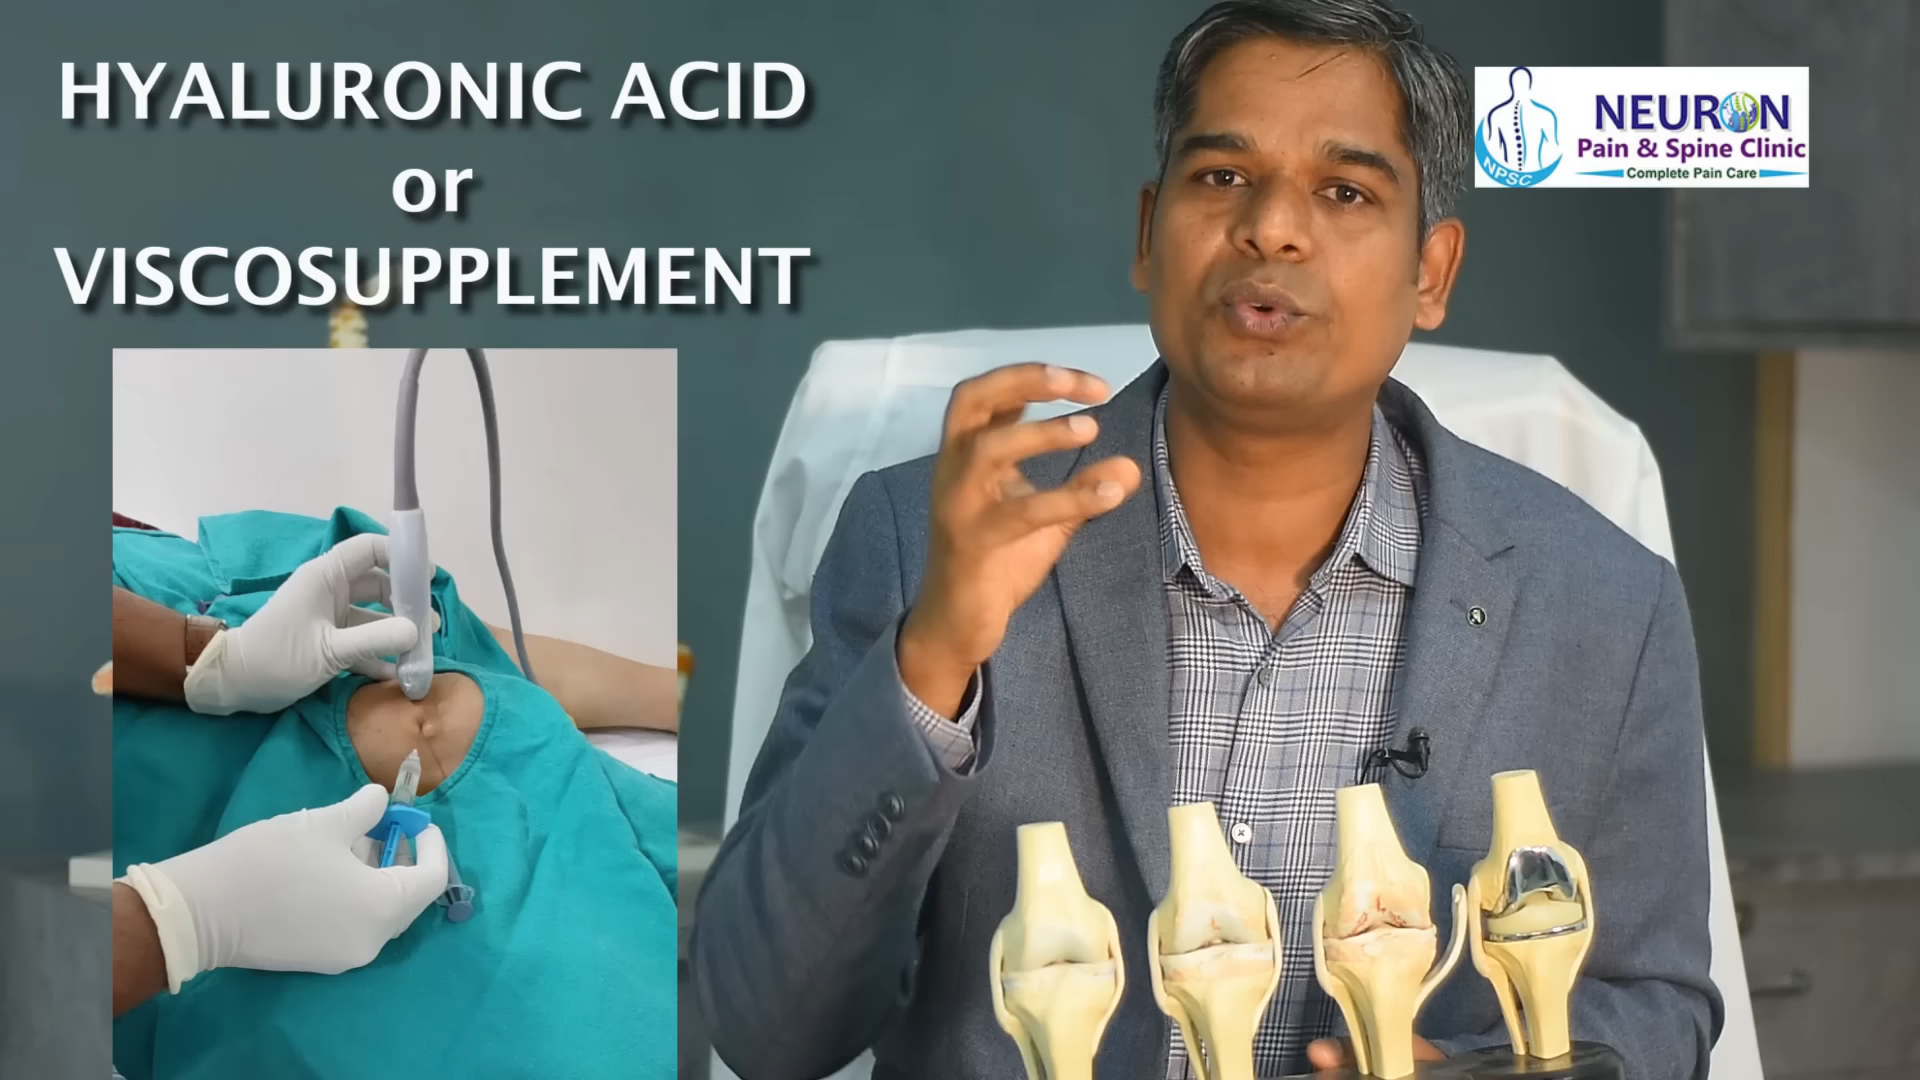 HYALURONIC ACID
or
VISCOSUPPLEMENT
NEURON
Pain & Spine Clinic
Complete Pain Care
NPSC